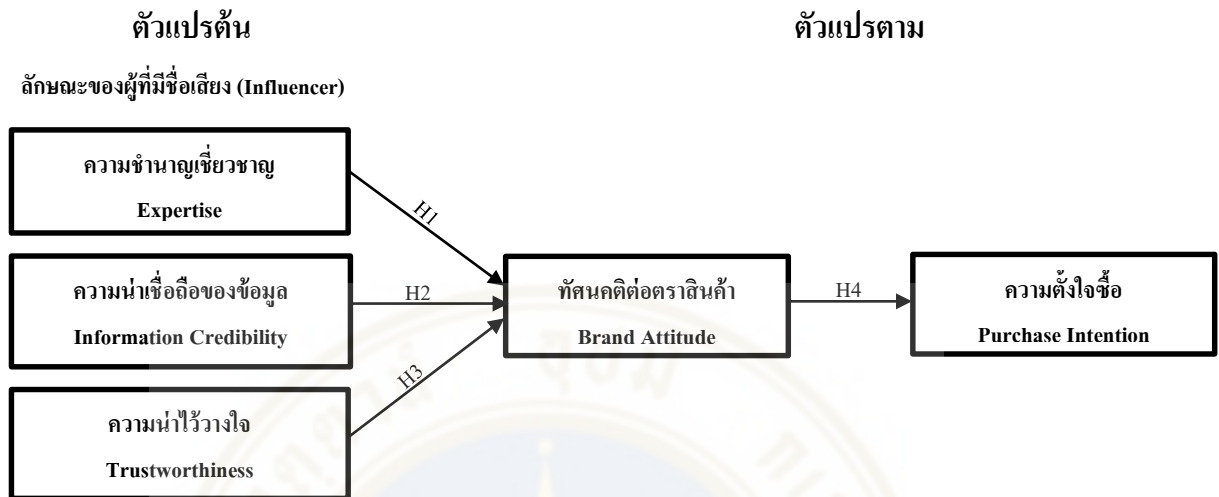 ตัวแปรต้น
ตัวแปรตาม
ลักษณะของผู้ที่มีชื่อเสียง (Influencer)
ความชำนาญเชี่ยวชาญ
Expertise
H1
ความน่าเชื่อถือของข้อมูล
Information Credibility
H2
ทัศนคติต่อตราสินค้า
Brand Attitude
H4
ความตั้งใจซื้อ
Purchase Intention
H3
ความน่าไว้วางใจ
Trustworthiness